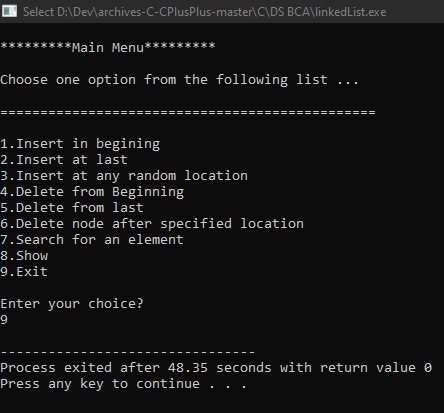 Select D:\Dev\archives-C-CPlusPlus-master\C\DS BCA\linkedList.exe
*********Main Menu*********
Choose one option from the following list ...
===============================================
1.Insert in begining
2.Insert at last
3.Insert at any random location
4.Delete from Beginning
5.Delete from last
6.Delete node after specified location
7.Search for an element
8.Show
9.Exit
Enter your choice?
9
--------------------------------
Process exited after 48.35 seconds with return value 0
Press any key to continue . . .